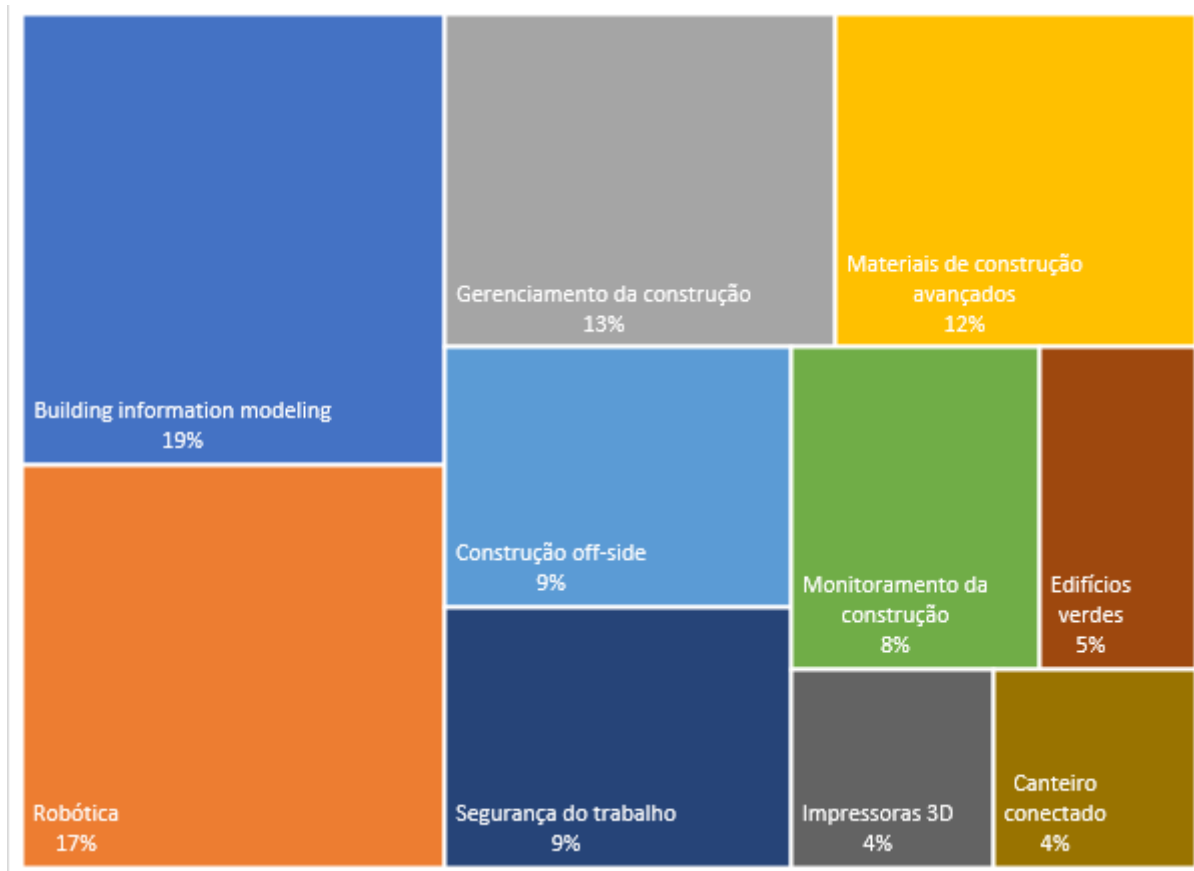 Building information modeling
19%
Robótica
17%
Gerenciamento da construção
13%
Materiais de construção
avançados
12%
Construção off-side
9%
Segurança do trabalho
9%
Monitoramento da
construção
8%
Edifícios
verdes
5%
Impressoras 3D
4%
Canteiro
conectado
4%